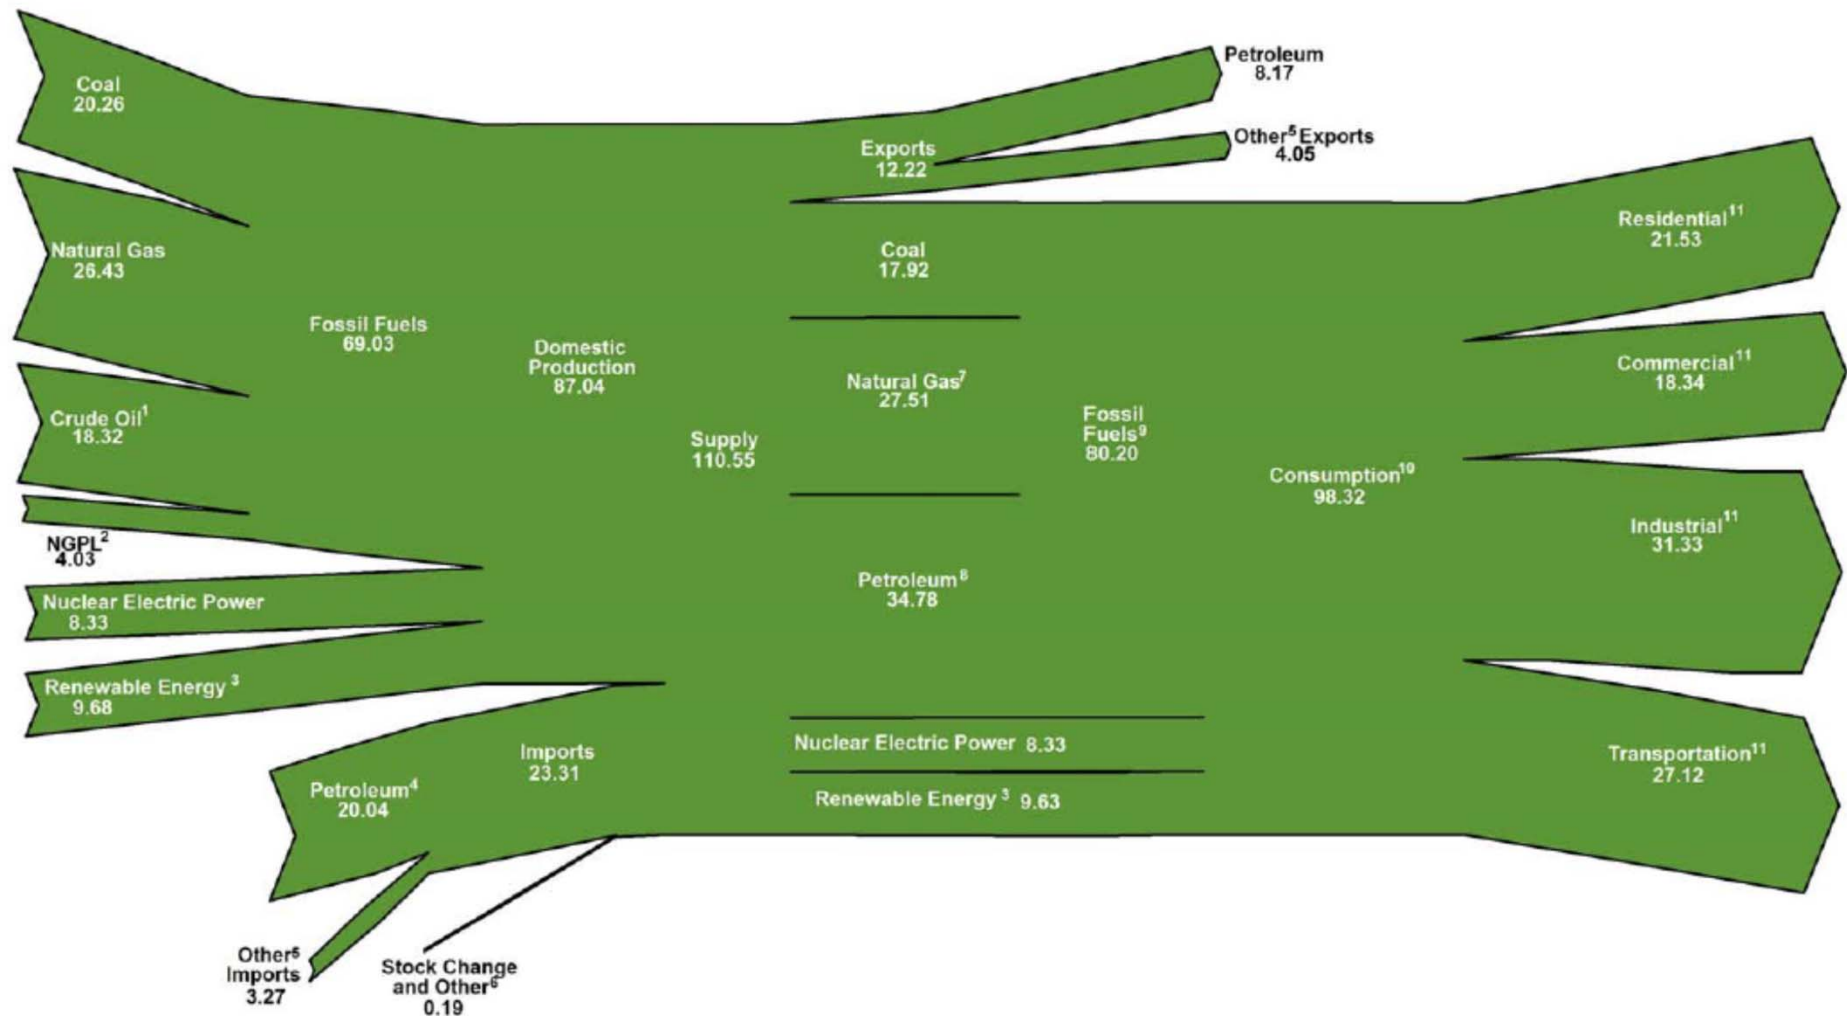 Coal
20.26
Natural Gas
26.43
Crude Oil¹
18.32
NGPL²
4.03
Nuclear Electric Power
8.33
Renewable Energy ³
9.68
Fossil Fuels
69.03
Domestic
Production
87.04
Petroleum⁴
20.04
Imports
23.31
Other⁵
Imports
3.27
Stock Change
and Other⁶
0.19
Supply
110.55
Exports
12.22
Petroleum
8.17
Other⁵ Exports
4.05
Coal
17.92
Natural Gas⁷
27.51
Petroleum⁸
34.78
Nuclear Electric Power 8.33
Renewable Energy ³ 9.63
Fossil
Fuels⁹
80.20
Consumption¹⁰
98.32
Residential¹¹
21.53
Commercial¹¹
18.34
Industrial¹¹
31.33
Transportation¹¹
27.12